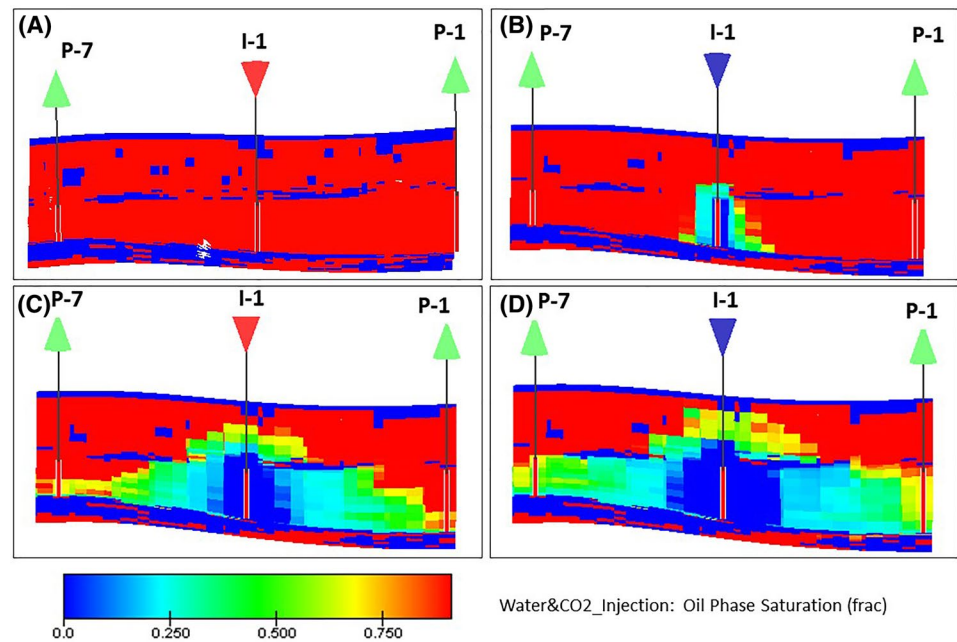 (A)
P-7
I-1
P-1
(B)
P-7
I-1
P-1
(C)
P-7
I-1
P-1
(D)
P-7
I-1
P-1
0.0 0.250 0.500 0.750
Water&CO2_Injection: Oil Phase Saturation (frac)